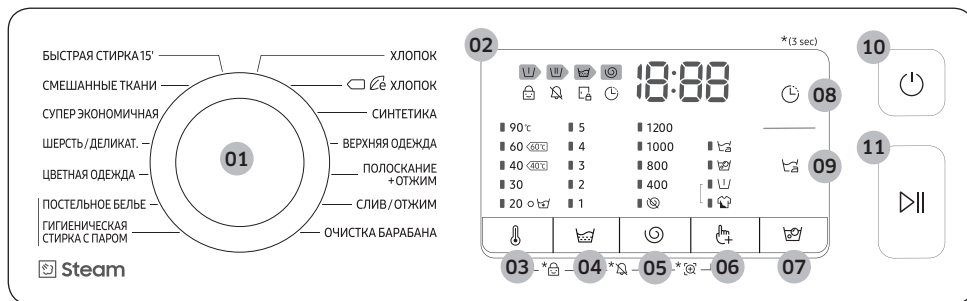 БЫСТРАЯ СТИРКА 15'
СМЕШАННЫЕ ТКАНИ
СУПЕР ЭКОНОМИЧНАЯ
ШЕРСТЬ / ДЕЛИКАТ.
ЦВЕТНАЯ ОДЕЖДА
ПОСТЕЛЬНОЕ БЕЛЬЕ
ГИГИЕНИЧЕСКАЯ
СТИРКА С ПАРОМ
Steam
01
ХЛОПОК
ХЛОПОК
СИНТЕТИКА
ВЕРХНЯЯ ОДЕЖДА
ПОЛОСКАНИЕ
+ОТЖИМ
СЛИВ / ОТЖИМ
ОЧИСТКА БАРАБАНА
02
*(3 sec)
18:88
90 ℃ 5 1200
60 60℃ 4 1000
40 40℃ 3 800
30 2 400
20 1
03 * 04 * 05 * 06 07
08
09
10
11